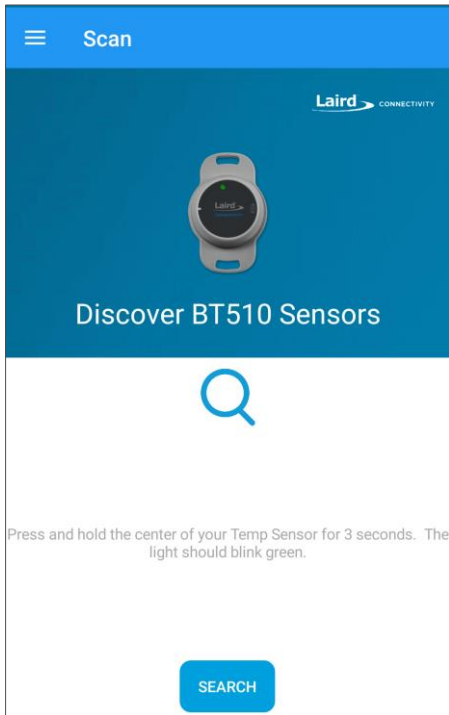 Scan
Laird CONNECTIVITY
Laird
Discover BT510 Sensors
Press and hold the center of your Temp Sensor for 3 seconds. The
light should blink green.
SEARCH